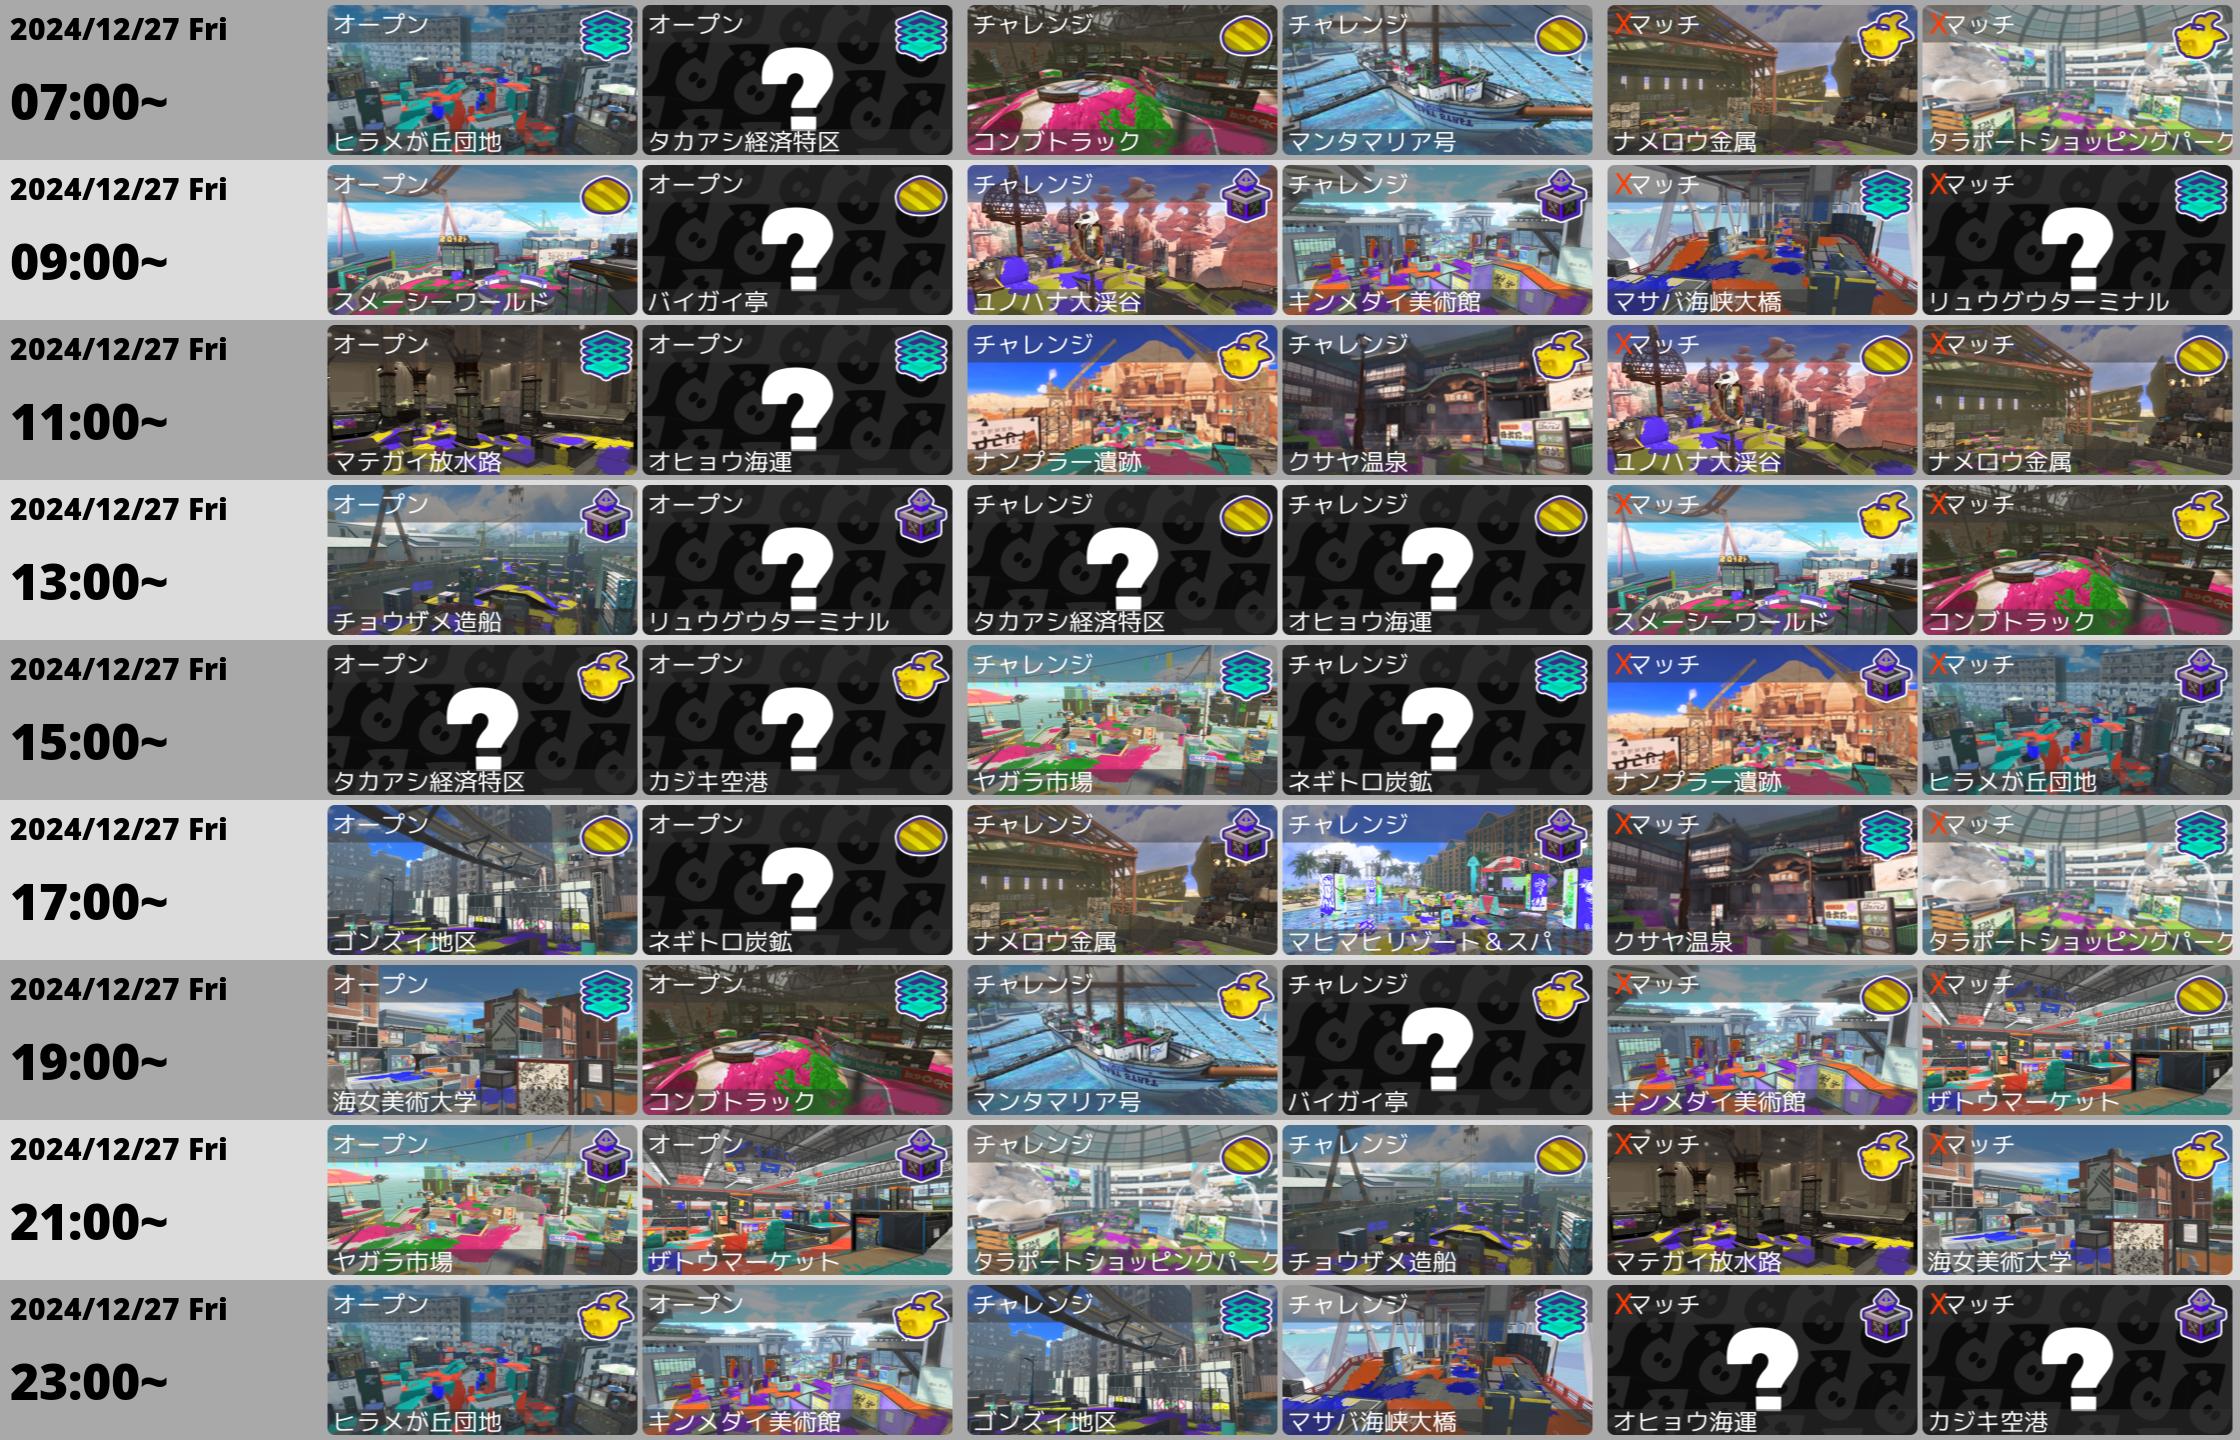 2024/12/27 Fri
07:00~
オープン
ヒラメが丘団地
オープン
タカアシ経済特区
チャレンジ
コンブトラック
チャレンジ
マンタマリア号
Xマッチ
ナメロウ金属
Xマッチ
タラポートショッピングパーク
2024/12/27 Fri
09:00~
オープン
スメーシーワールド
オープン
バイガイ亭
チャレンジ
ユノハナ大渓谷
チャレンジ
キンメダイ美術館
Xマッチ
マサバ海峡大橋
Xマッチ
リュウグウターミナル
2024/12/27 Fri
11:00~
オープン
マテガイ放水路
オープン
オヒョウ海運
チャレンジ
ナンプラー遺跡
チャレンジ
クサヤ温泉
Xマッチ
ユノハナ大渓谷
Xマッチ
ナメロウ金属
2024/12/27 Fri
13:00~
オープン
チョウザメ造船
オープン
リュウグウターミナル
チャレンジ
タカアシ経済特区
チャレンジ
オヒョウ海運
Xマッチ
スメーシーワールド
Xマッチ
コンブトラック
2024/12/27 Fri
15:00~
オープン
タカアシ経済特区
オープン
カジキ空港
チャレンジ
ヤガラ市場
チャレンジ
ネギトロ炭鉱
Xマッチ
ナンプラー遺跡
Xマッチ
ヒラメが丘団地
2024/12/27 Fri
17:00~
オープン
ゴンズイ地区
オープン
ネギトロ炭鉱
チャレンジ
ナメロウ金属
チャレンジ
マヒマヒリゾート＆スパ
Xマッチ
クサヤ温泉
Xマッチ
タラポートショッピングパーク
2024/12/27 Fri
19:00~
オープン
海女美術大学
オープン
コンブトラック
チャレンジ
マンタマリア号
チャレンジ
バイガイ亭
Xマッチ
キンメダイ美術館
Xマッチ
ザトウマーケット
2024/12/27 Fri
21:00~
オープン
ヤガラ市場
オープン
ザトウマーケット
チャレンジ
タラポートショッピングパーク
チャレンジ
チョウザメ造船
Xマッチ
マテガイ放水路
Xマッチ
海女美術大学
2024/12/27 Fri
23:00~
オープン
ヒラメが丘団地
オープン
キンメダイ美術館
チャレンジ
ゴンズイ地区
チャレンジ
マサバ海峡大橋
Xマッチ
オヒョウ海運
Xマッチ
カジキ空港